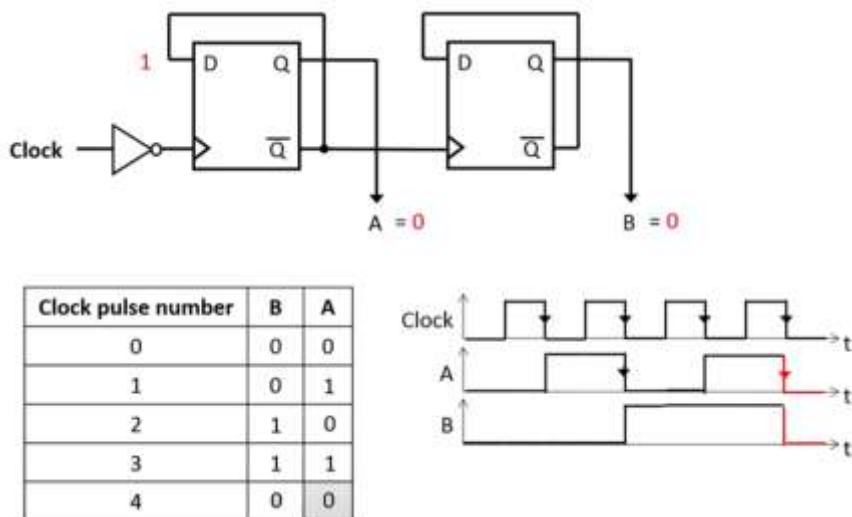 1 D Q D Q
Clock Q̅ Q̅
A = 0 B = 0
Clock pulse number B A
0 0 0
1 0 1
2 1 0
3 1 1
4 0 0
Clock t
A t
B t